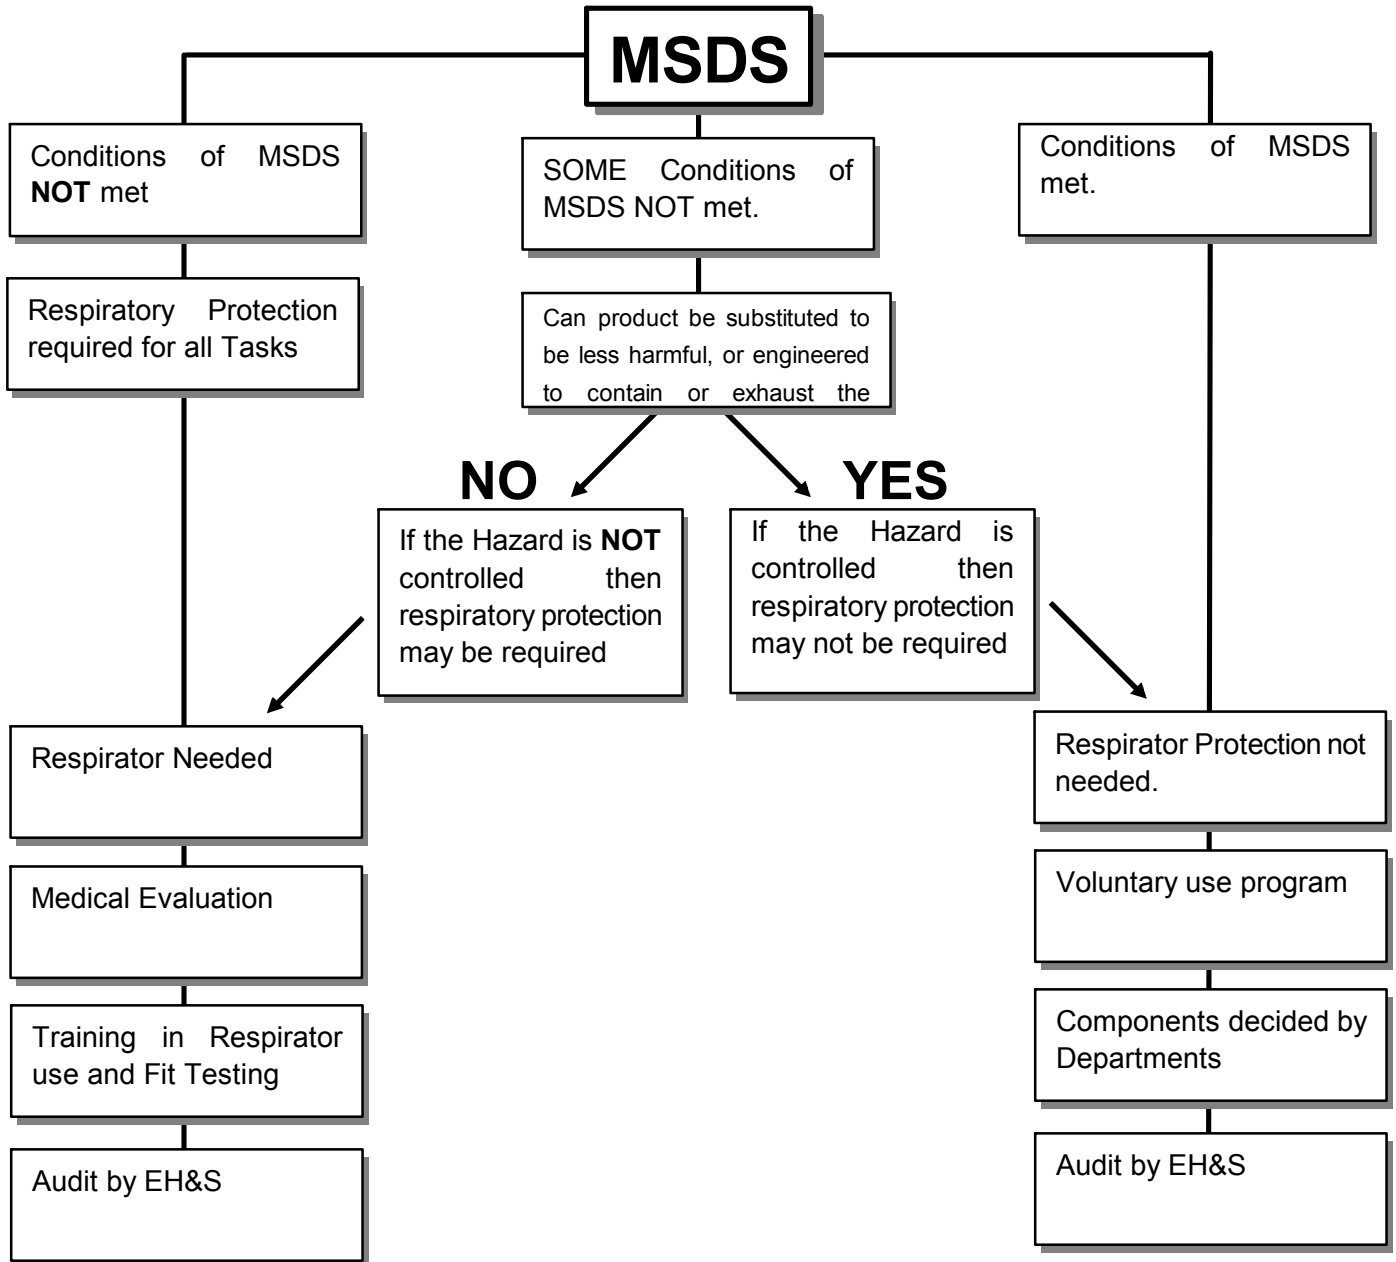 MSDS
Conditions of MSDS
NOT met
SOME Conditions of
MSDS NOT met.
Conditions of MSDS
met.
Respiratory Protection
required for all Tasks
Can product be substituted to
be less harmful, or engineered
to contain or exhaust the
NO
YES
If the Hazard is NOT
controlled then
respiratory protection
may be required
If the Hazard is
controlled then
respiratory protection
may not be required
Respirator Needed
Respirator Protection not
needed.
Medical Evaluation
Voluntary use program
Training in Respirator
use and Fit Testing
Components decided by
Departments
Audit by EH&S
Audit by EH&S